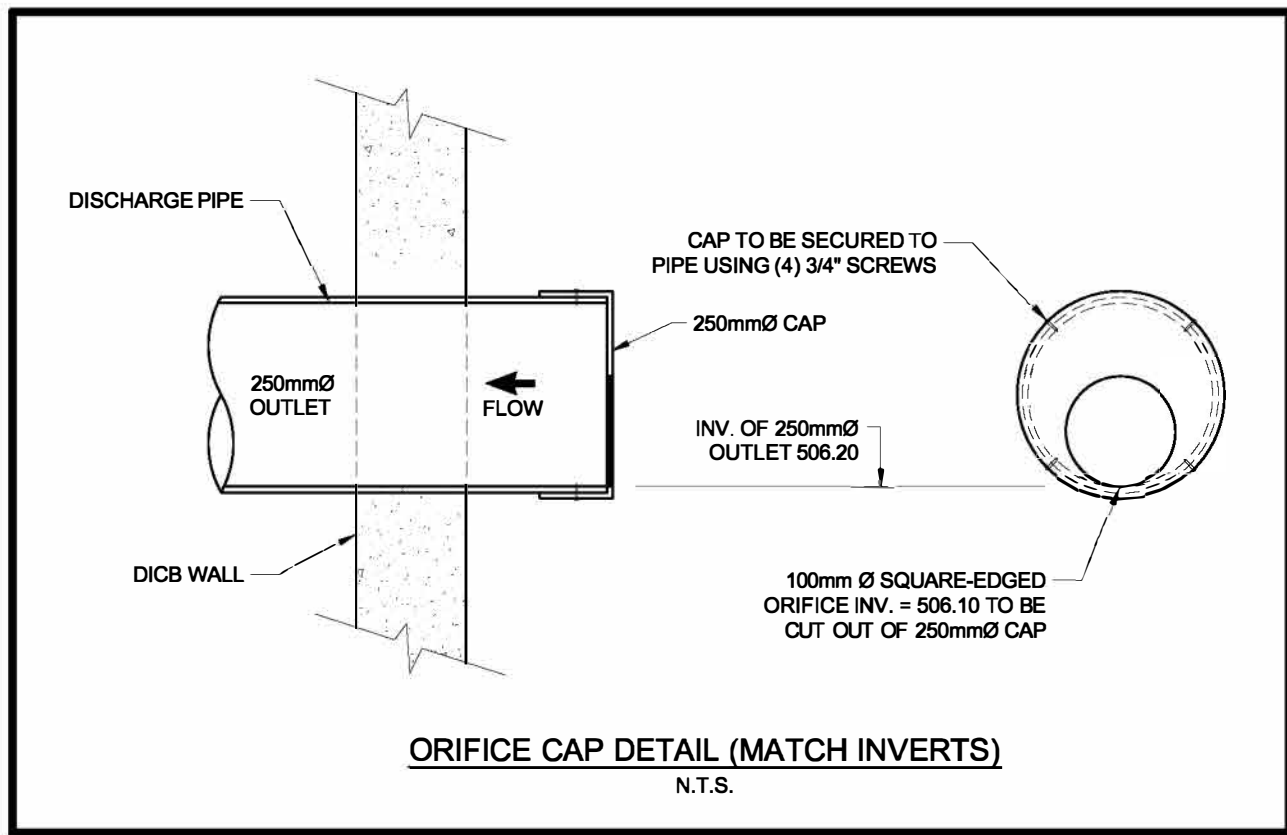 DISCHARGE PIPE
CAP TO BE SECURED TO
PIPE USING (4) 3/4" SCREWS
250mmØ CAP
250mmØ
OUTLET
FLOW
INV. OF 250mmØ
OUTLET 506.20
DICB WALL
100mm Ø SQUARE-EDGED
ORIFICE INV. = 506.10 TO BE
CUT OUT OF 250mmØ CAP
ORIFICE CAP DETAIL (MATCH INVERTS)
N.T.S.